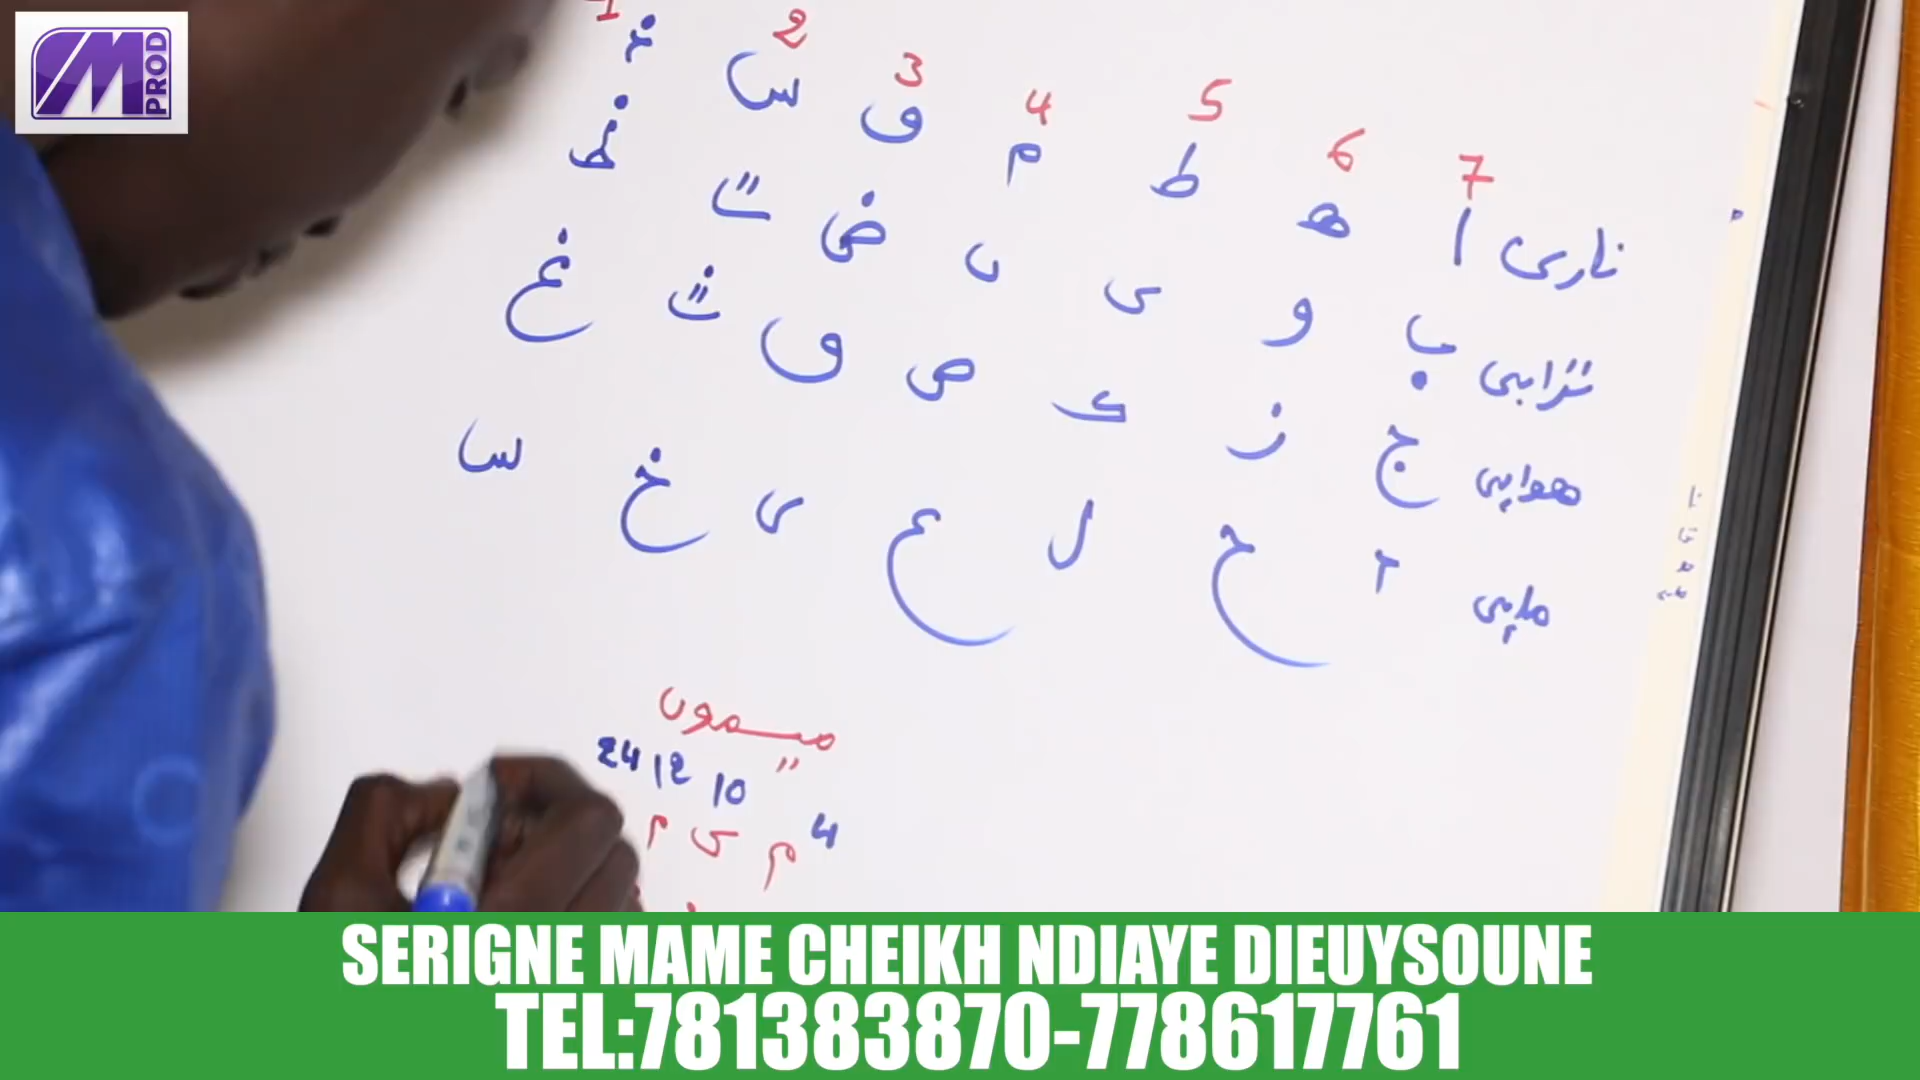 M PROD
7 6 5 4 3 2 1
ناری ا ھ ط م ڢ س
ترابی ب و ی ں ض ت ظ
هوایی ج ز ک ص ٯ ث غ
مایی ح ل ع خ س
میمون
4 10 12 24
م ی م
SERIGNE MAME CHEIKH NDIAYE DIEUYSOUNE
TEL:781383870-778617761